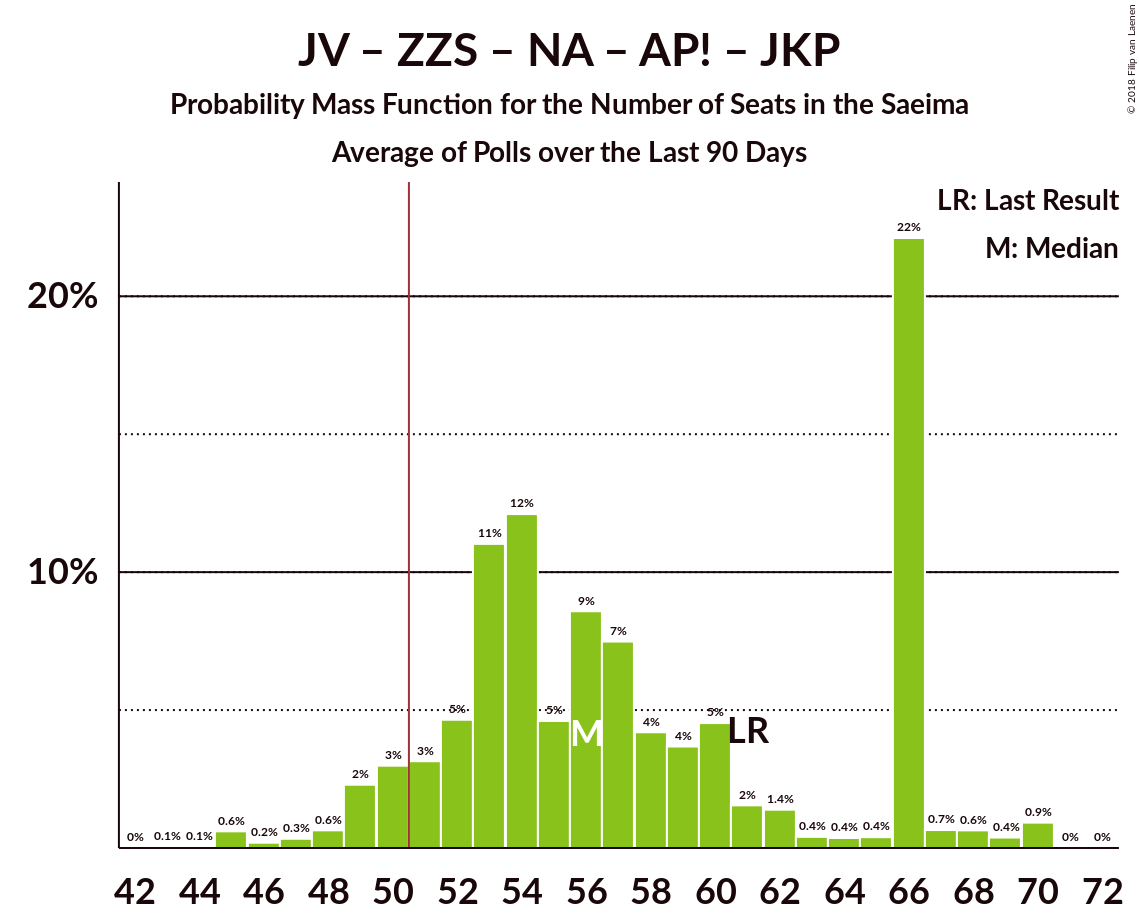 JV – ZZS – NA – AP! – JKP
Probability Mass Function for the Number of Seats in the Saeima
Average of Polls over the Last 90 Days
© 2018 Filip van Laenen
LR: Last Result
M: Median
20%
10%
0% 0.1% 0.1% 0.6% 0.2% 0.3% 0.6% 2% 3% 3% 5% 11% 12% 5% 9% 7% 4% 4% 5% 2% 1.4% 0.4% 0.4% 0.4% 22% 0.7% 0.6% 0.4% 0.9% 0% 0%
M LR
42 44 46 48 50 52 54 56 58 60 62 64 66 68 70 72